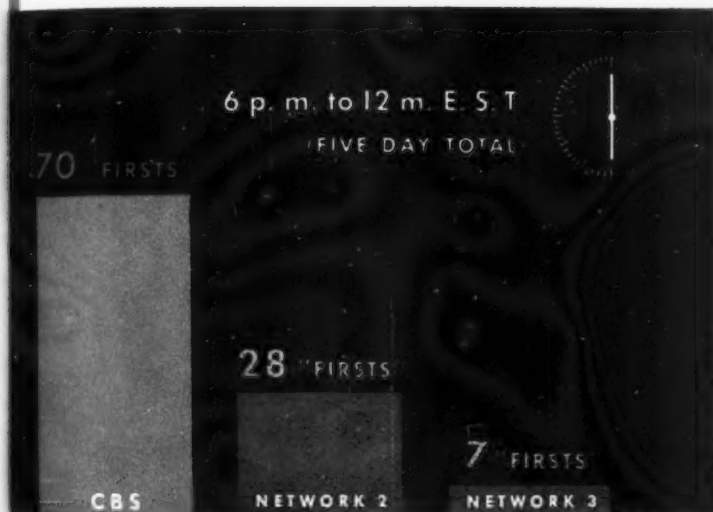 6 p. m. to 12 m. E. S. T
FIVE DAY TOTAL
70 FIRSTS
28 "FIRSTS
7 "FIRSTS
CBS
NETWORK 2
NETWORK 3